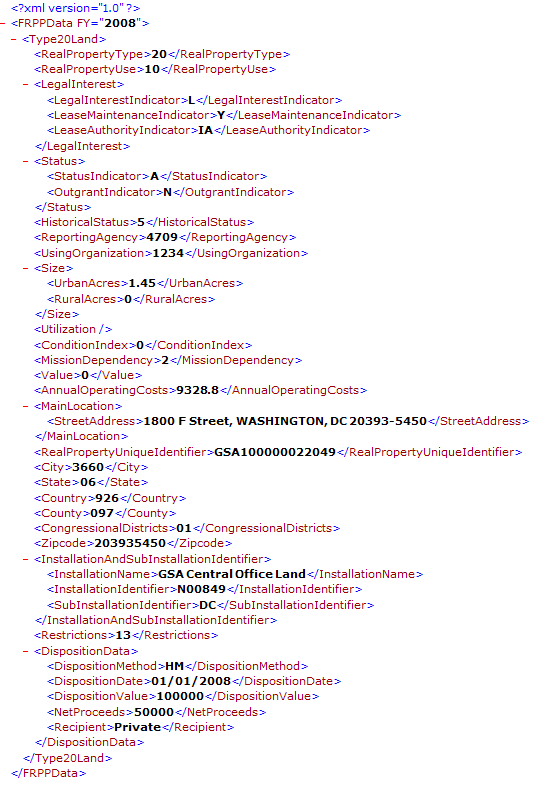 <?xml version="1.0" ?>
- <FRPPData FY="2008">
- <Type20Land>
<RealPropertyType>20</RealPropertyType>
<RealPropertyUse>10</RealPropertyUse>
- <LegalInterest>
<LegalInterestIndicator>L</LegalInterestIndicator>
<LeaseMaintenanceIndicator>Y</LeaseMaintenanceIndicator>
<LeaseAuthorityIndicator>IA</LeaseAuthorityIndicator>
</LegalInterest>
- <Status>
<StatusIndicator>A</StatusIndicator>
<OutgrantIndicator>N</OutgrantIndicator>
</Status>
<HistoricalStatus>5</HistoricalStatus>
<ReportingAgency>4709</ReportingAgency>
<UsingOrganization>1234</UsingOrganization>
- <Size>
<UrbanAcres>1.45</UrbanAcres>
<RuralAcres>0</RuralAcres>
</Size>
<Utilization />
<ConditionIndex>0</ConditionIndex>
<MissionDependency>2</MissionDependency>
<Value>0</Value>
<AnnualOperatingCosts>9328.8</AnnualOperatingCosts>
- <MainLocation>
<StreetAddress>1800 F Street, WASHINGTON, DC 20393-5450</StreetAddress>
</MainLocation>
<RealPropertyUniqueIdentifier>GSA100000022049</RealPropertyUniqueIdentifier>
<City>3660</City>
<State>06</State>
<Country>926</Country>
<County>097</County>
<CongressionalDistricts>01</CongressionalDistricts>
<Zipcode>203935450</Zipcode>
- <InstallationAndSubInstallationIdentifier>
<InstallationName>GSA Central Office Land</InstallationName>
<InstallationIdentifier>N00849</InstallationIdentifier>
<SubInstallationIdentifier>DC</SubInstallationIdentifier>
</InstallationAndSubInstallationIdentifier>
<Restrictions>13</Restrictions>
- <DispositionData>
<DispositionMethod>HM</DispositionMethod>
<DispositionDate>01/01/2008</DispositionDate>
<DispositionValue>100000</DispositionValue>
<NetProceeds>50000</NetProceeds>
<Recipient>Private</Recipient>
</DispositionData>
</Type20Land>
</FRPPData>